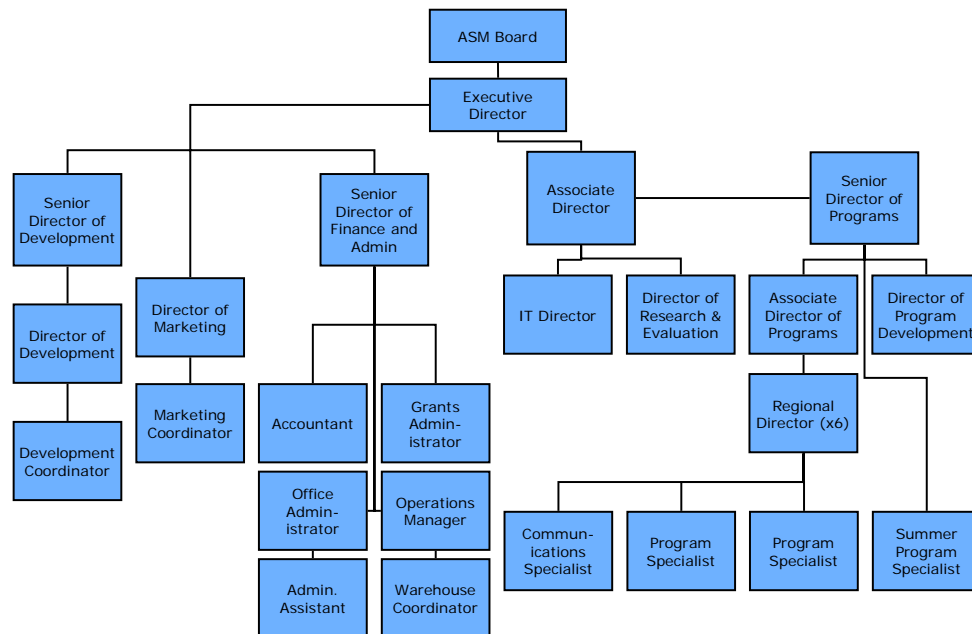 ASM Board
Executive
Director
Associate
Director
Senior
Director of
Programs
Senior
Director of
Development
Senior
Director of
Finance and
Admin
IT Director
Director of
Research &
Evaluation
Associate
Director of
Programs
Director of
Program
Development
Director of
Development
Director of
Marketing
Marketing
Coordinator
Accountant
Grants
Admin-
istrator
Regional
Director (x6)
Development
Coordinator
Office
Admin-
istrator
Operations
Manager
Commun-
ications
Specialist
Program
Specialist
Program
Specialist
Summer
Program
Specialist
Admin.
Assistant
Warehouse
Coordinator